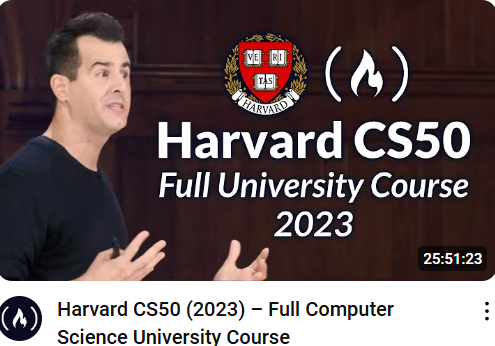 VE RI
TAS
HARVARD
Harvard CS50
Full University Course
2023
25:51:23
Harvard CS50 (2023) – Full Computer
Science University Course